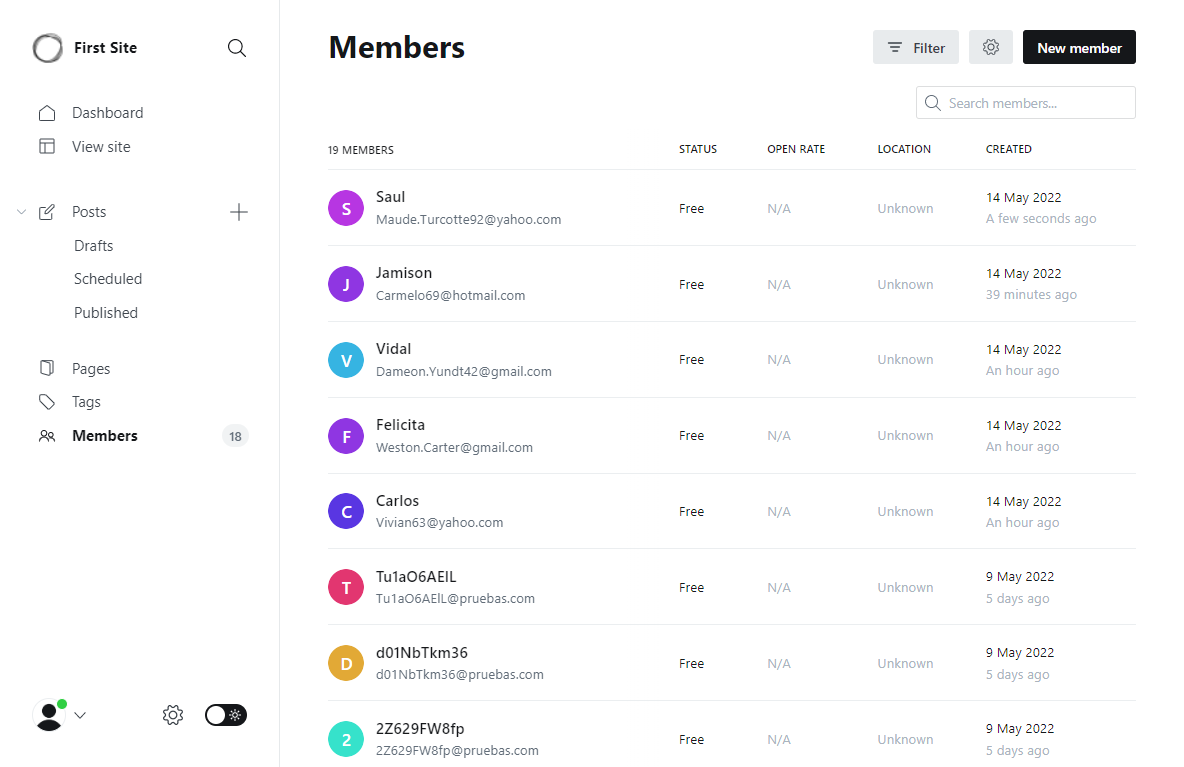 First Site
Dashboard
View site
Posts
Drafts
Scheduled
Published
Pages
Tags
Members 18
Members
Filter
New member
Search members...
19 MEMBERS STATUS OPEN RATE LOCATION CREATED
S Saul Maude.Turcotte92@yahoo.com Free N/A Unknown 14 May 2022 A few seconds ago
J Jamison Carmelo69@hotmail.com Free N/A Unknown 14 May 2022 39 minutes ago
V Vidal Dameon.Yundt42@gmail.com Free N/A Unknown 14 May 2022 An hour ago
F Felicita Weston.Carter@gmail.com Free N/A Unknown 14 May 2022 An hour ago
C Carlos Vivian63@yahoo.com Free N/A Unknown 14 May 2022 An hour ago
T Tu1aO6AEIL Tu1aO6AEIL@pruebas.com Free N/A Unknown 9 May 2022 5 days ago
D d01NbTkm36 d01NbTkm36@pruebas.com Free N/A Unknown 9 May 2022 5 days ago
2 2Z629FW8fp 2Z629FW8fp@pruebas.com Free N/A Unknown 9 May 2022 5 days ago